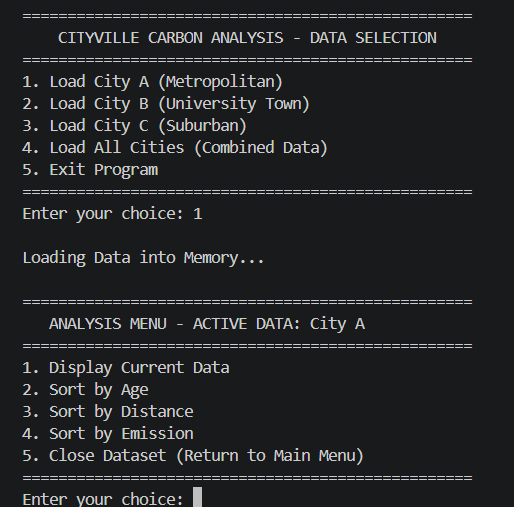 ==================================================
CITYVILLE CARBON ANALYSIS - DATA SELECTION
==================================================
1. Load City A (Metropolitan)
2. Load City B (University Town)
3. Load City C (Suburban)
4. Load All Cities (Combined Data)
5. Exit Program
==================================================
Enter your choice: 1
Loading Data into Memory...
==================================================
ANALYSIS MENU - ACTIVE DATA: City A
==================================================
1. Display Current Data
2. Sort by Age
3. Sort by Distance
4. Sort by Emission
5. Close Dataset (Return to Main Menu)
==================================================
Enter your choice: